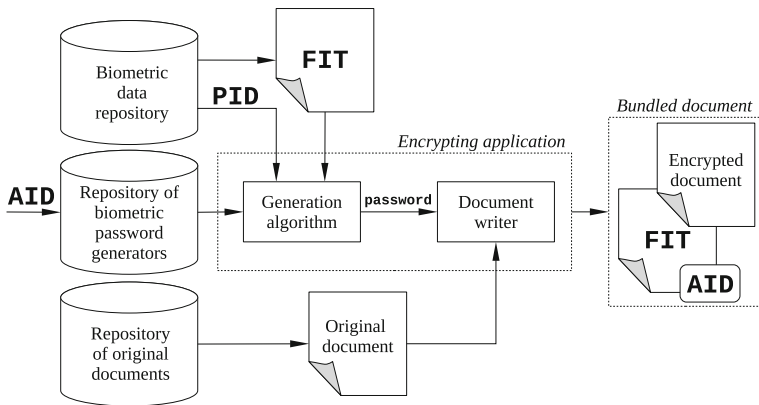 Biometric
data
repository
FIT
PID
Bundled document
Encrypting application
Encrypted
document
AID
Repository of
biometric
password
generators
Generation
algorithm
password
Document
writer
FIT
AID
Repository
of original
documents
Original
document